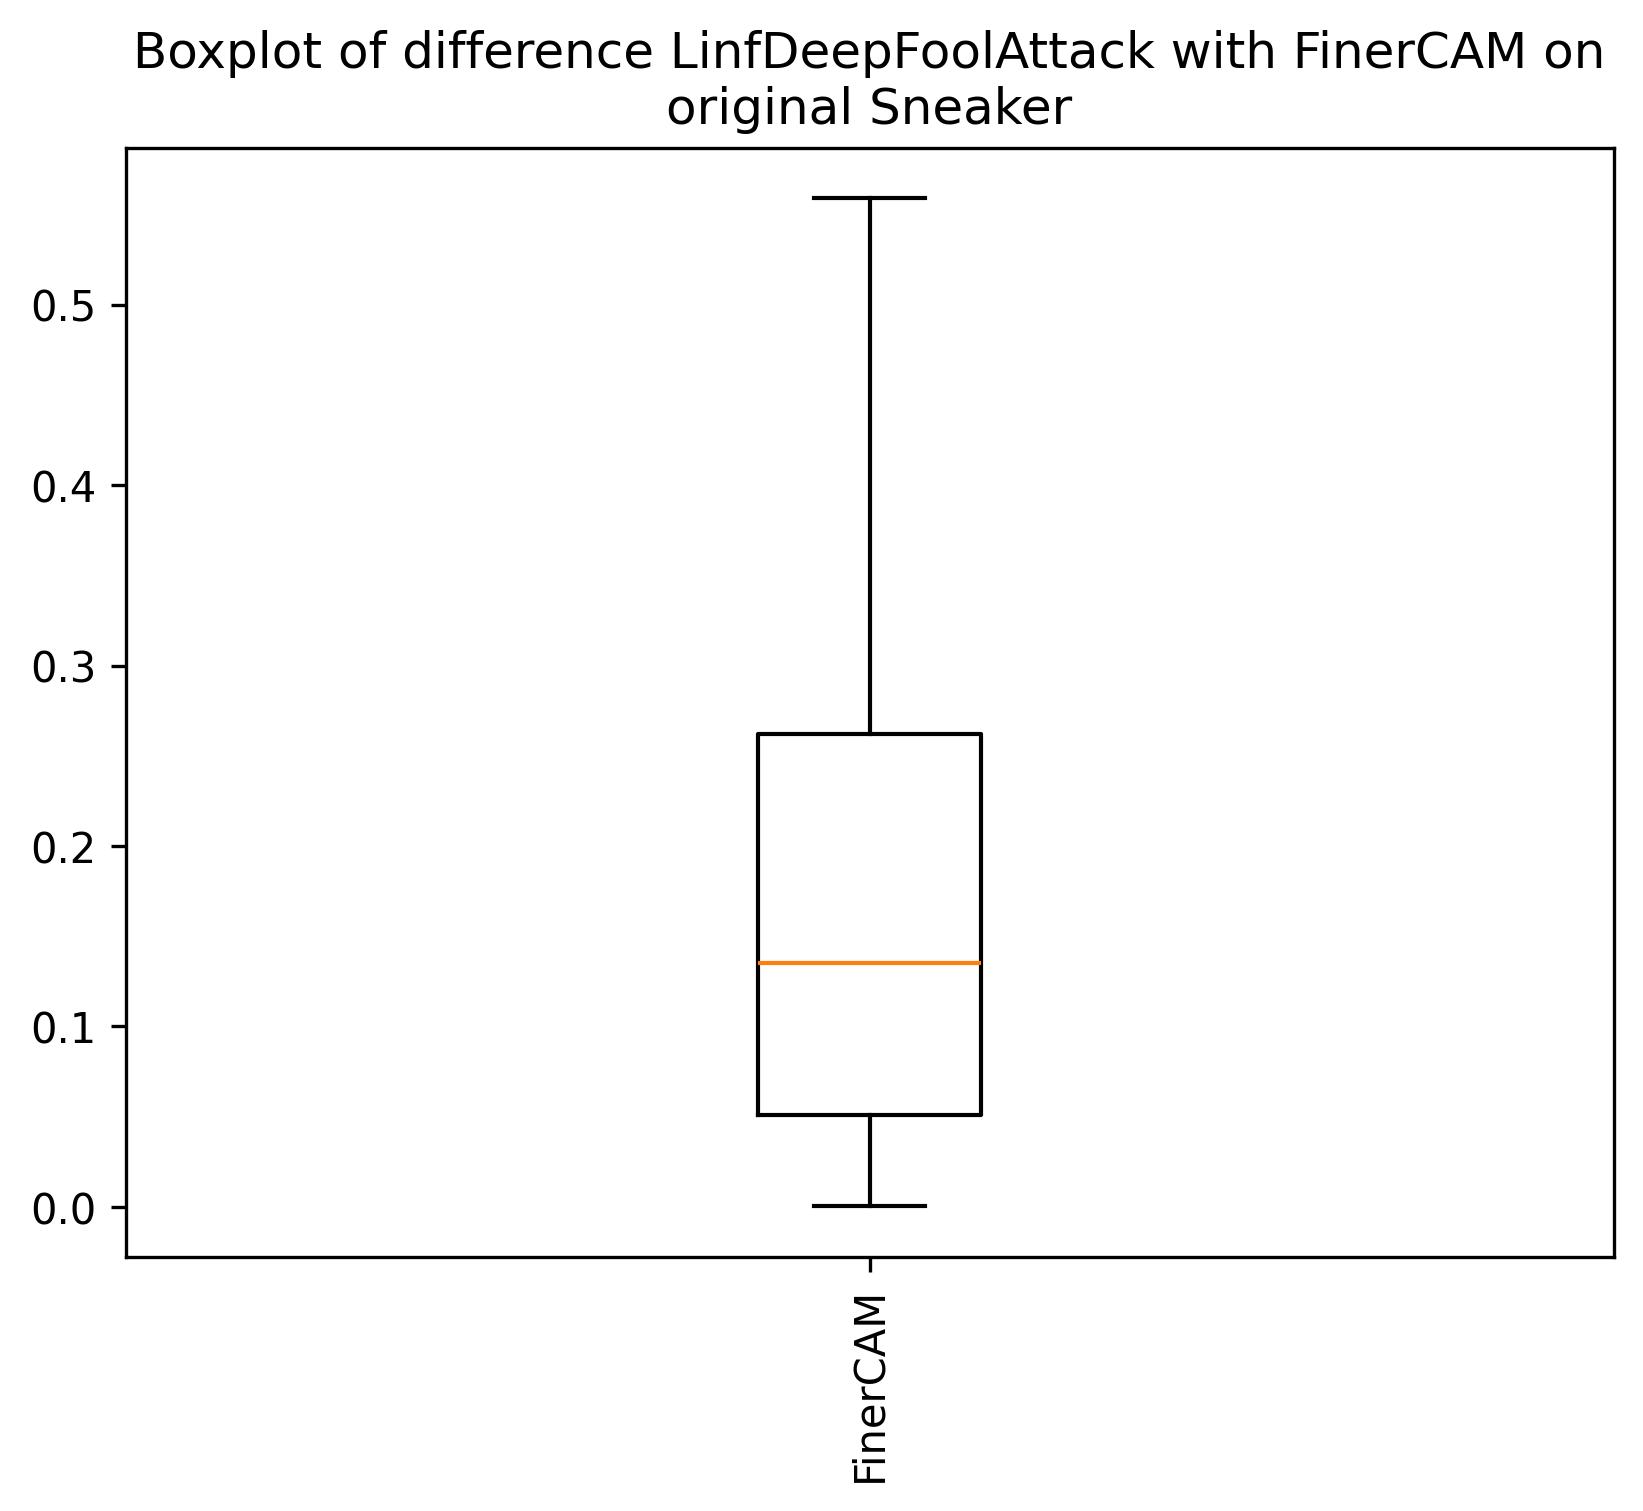 Boxplot of difference LinfDeepFoolAttack with FinerCAM on
original Sneaker
0.5
0.4
0.3
0.2
0.1
0.0
FinerCAM